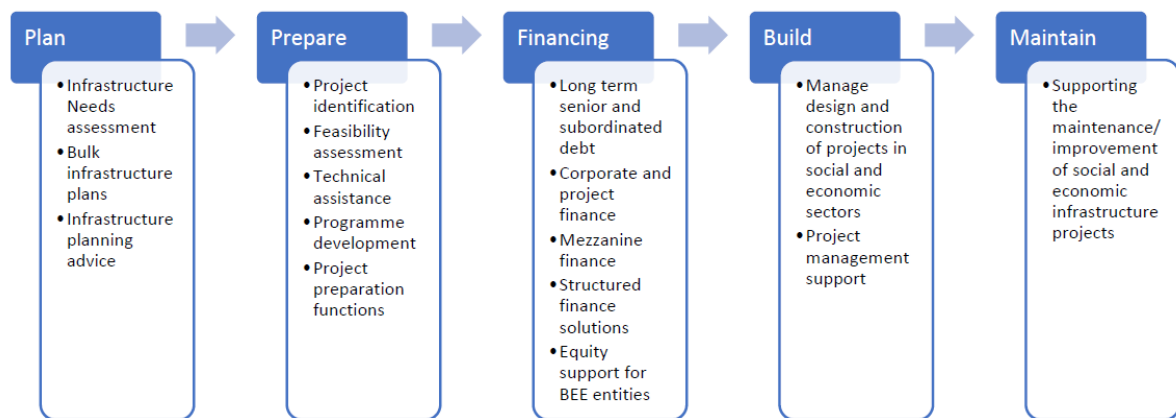 Plan
• Infrastructure
Needs
assessment
• Bulk
infrastructure
plans
• Infrastructure
planning
advice
Prepare
• Project
identification
• Feasibility
assessment
• Technical
assistance
• Programme
development
• Project
preparation
functions
Financing
• Long term
senior and
subordinated
debt
• Corporate and
project
finance
• Mezzanine
finance
• Structured
finance
solutions
• Equity
support for
BEE entities
Build
• Manage
design and
construction
of projects in
social and
economic
sectors
• Project
management
support
Maintain
• Supporting
the
maintenance/
improvement
of social and
economic
infrastructure
projects